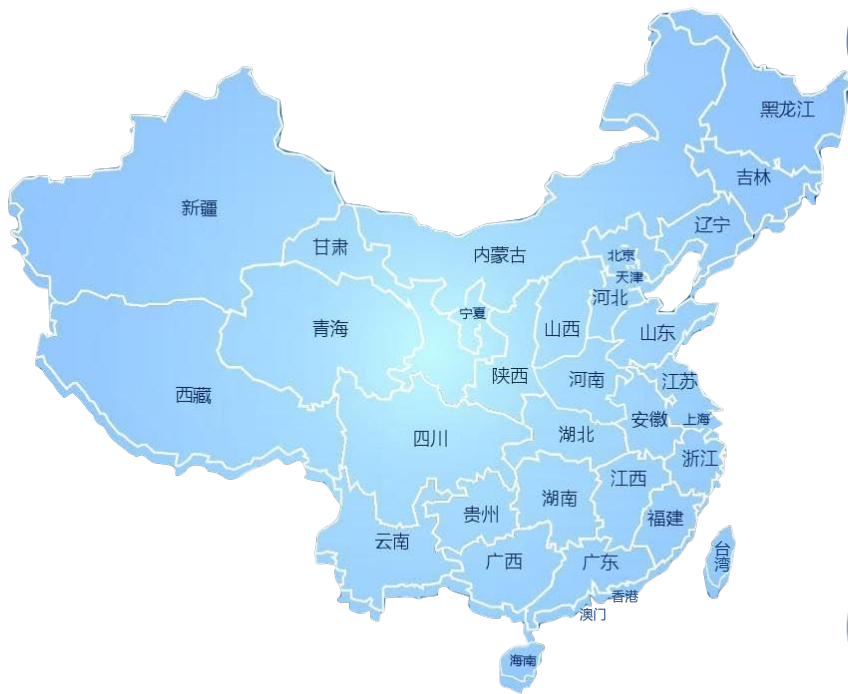 黑龙江
吉林
新疆
辽宁
甘肃
内蒙古
北京
天津
河北
宁夏
青海
山西
山东
陕西
河南
江苏
西藏
安徽
上海
四川
湖北
浙江
江西
湖南
贵州
福建
云南
广西
广东
台
湾
香港
澳门
海南